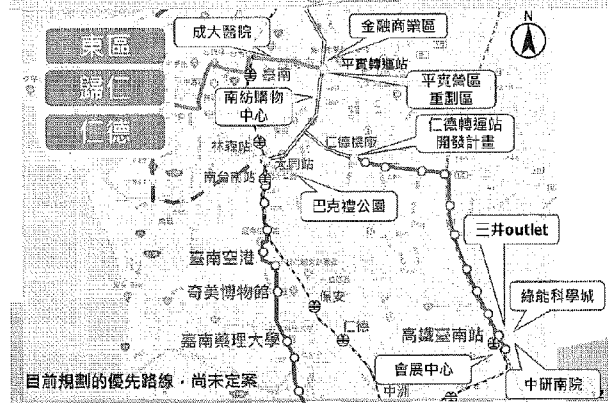 東區
歸仁
仁德
成大醫院
金融商業區
N
平實轉運站
臺南
平實營區
重劃區
南紡購物
中心
仁德轉運站
開發計畫
林森站
仁德機廠
大同站
南台南站
巴克禮公園
三井outlet
臺南空港
綠能科學城
奇美博物館
保安
高鐵臺南站
仁德
嘉南藥理大學
會展中心
中研南院
目前規劃的優先路線，尚未定案
中洲